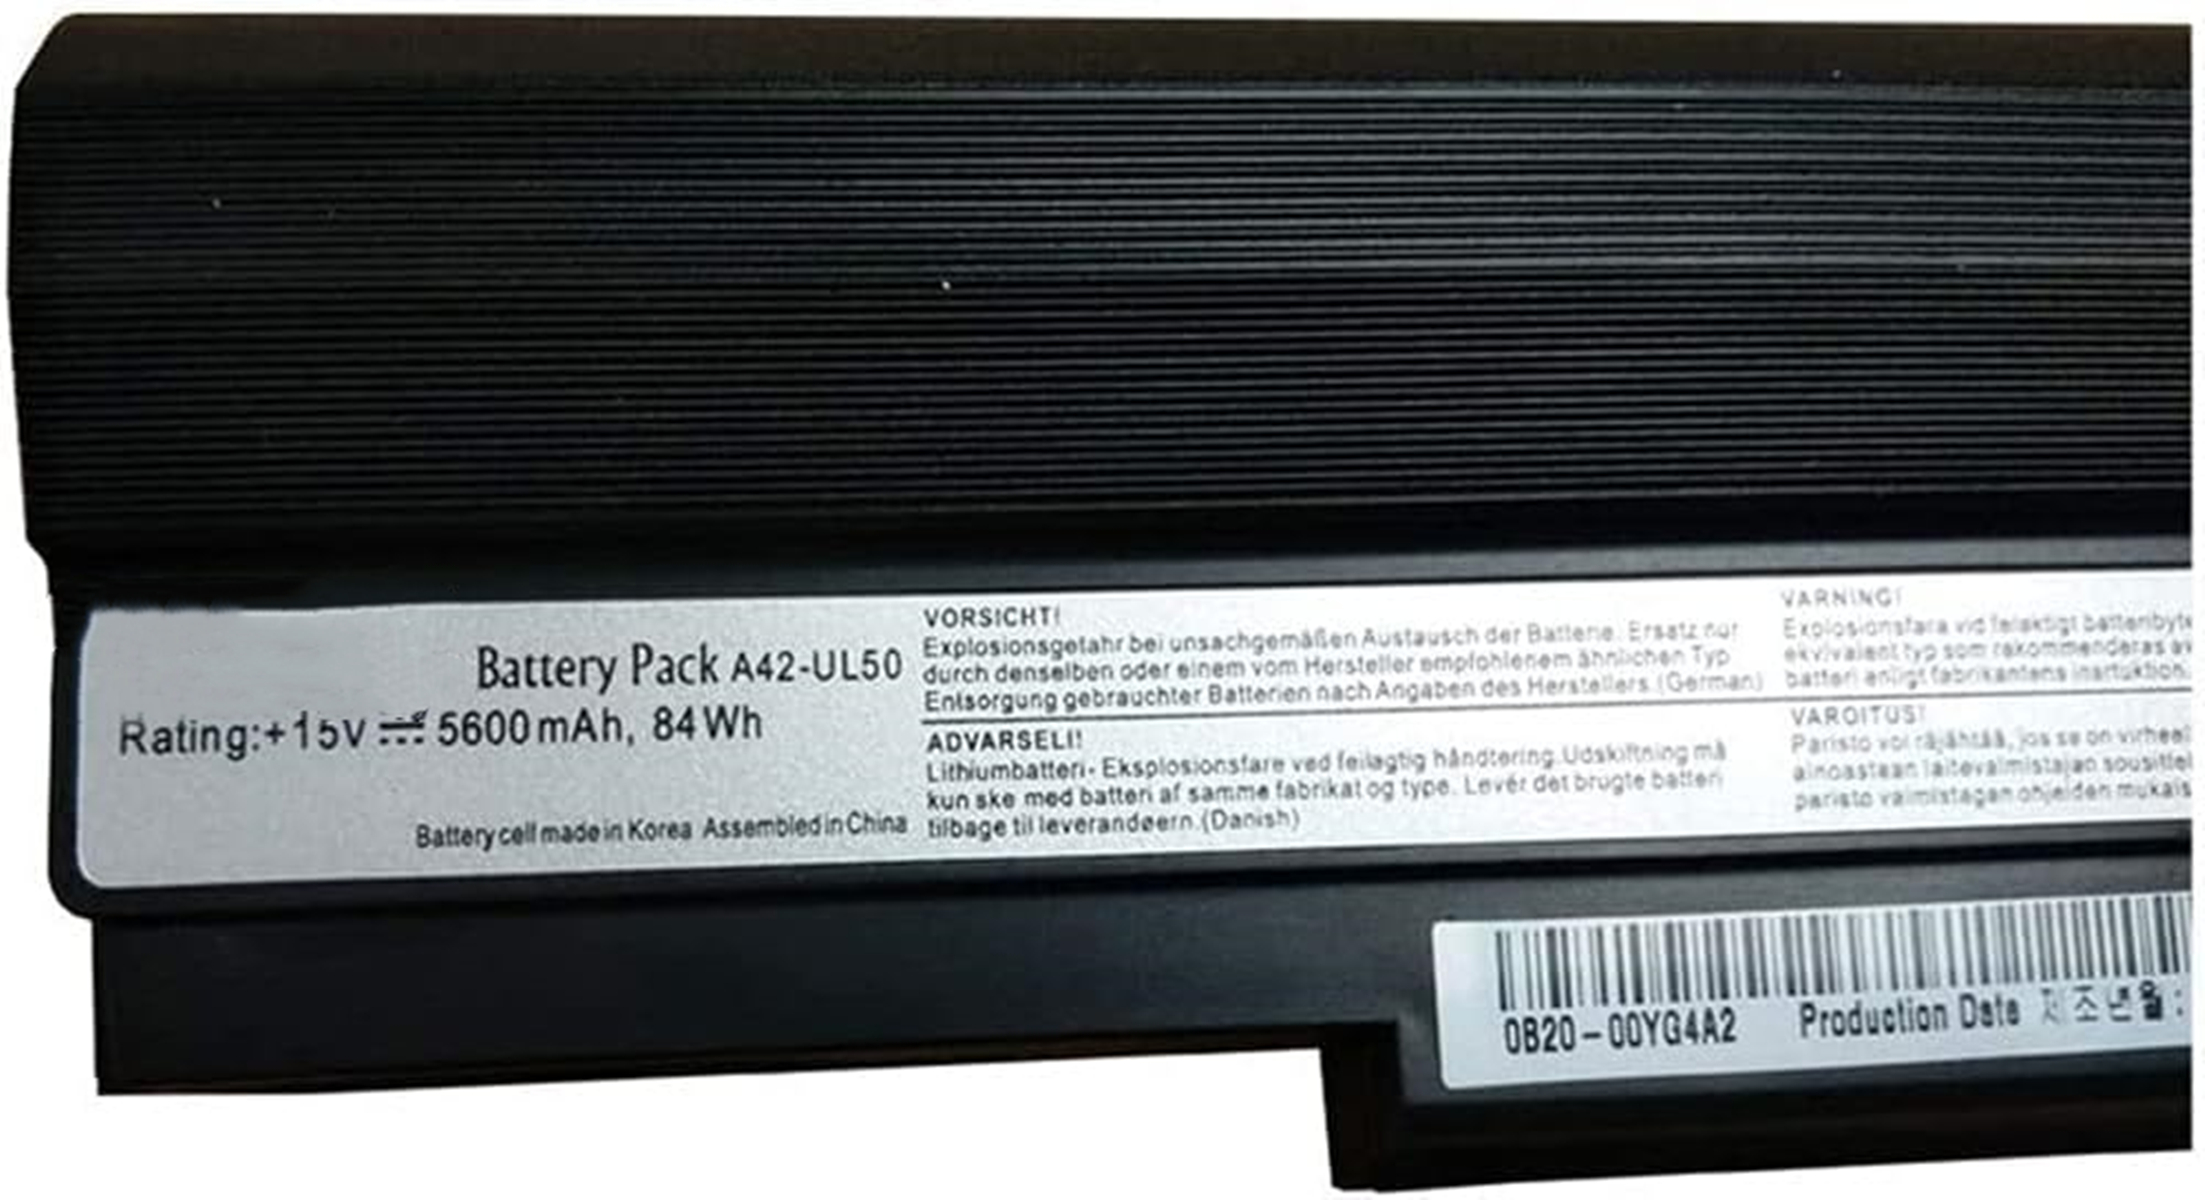 Battery Pack A42-UL50
Rating:+15V ⎓ 5600mAh, 84Wh
Battery cell made in Korea Assembled in China
VORSICHT!
Explosionsgetahr bei unsachgemäßen Austausch der Batterie. Ersatz nur
durch denselben oder einem vom Hersteller empfohlenem ähnlichen Typ
Entsorgung gebrauchter Batterien nach Angaben des Herstellers.(German)
ADVARSELI!
Lithiumbatteri- Eksplosionsfare ved feilagtig håndtering. Udskiftning må
kun ske med batteri af samme fabrikat og type. Levér det brugte batteri
tilbage til leverandøern.(Danish)
VARNING!
Explosionsfara vid felaktigt batteribyte
ekvivalent typ som rekommenderas av
batteri enligt fabrikantens
VAROITUS!
Paristo voi räjähtää, jos se on virheel
ainoastaan laitevalmistajan sousittel
paristo valmistagan ohjeiden mukais
0B20-00YG4A2 Production Date 제조년월 :